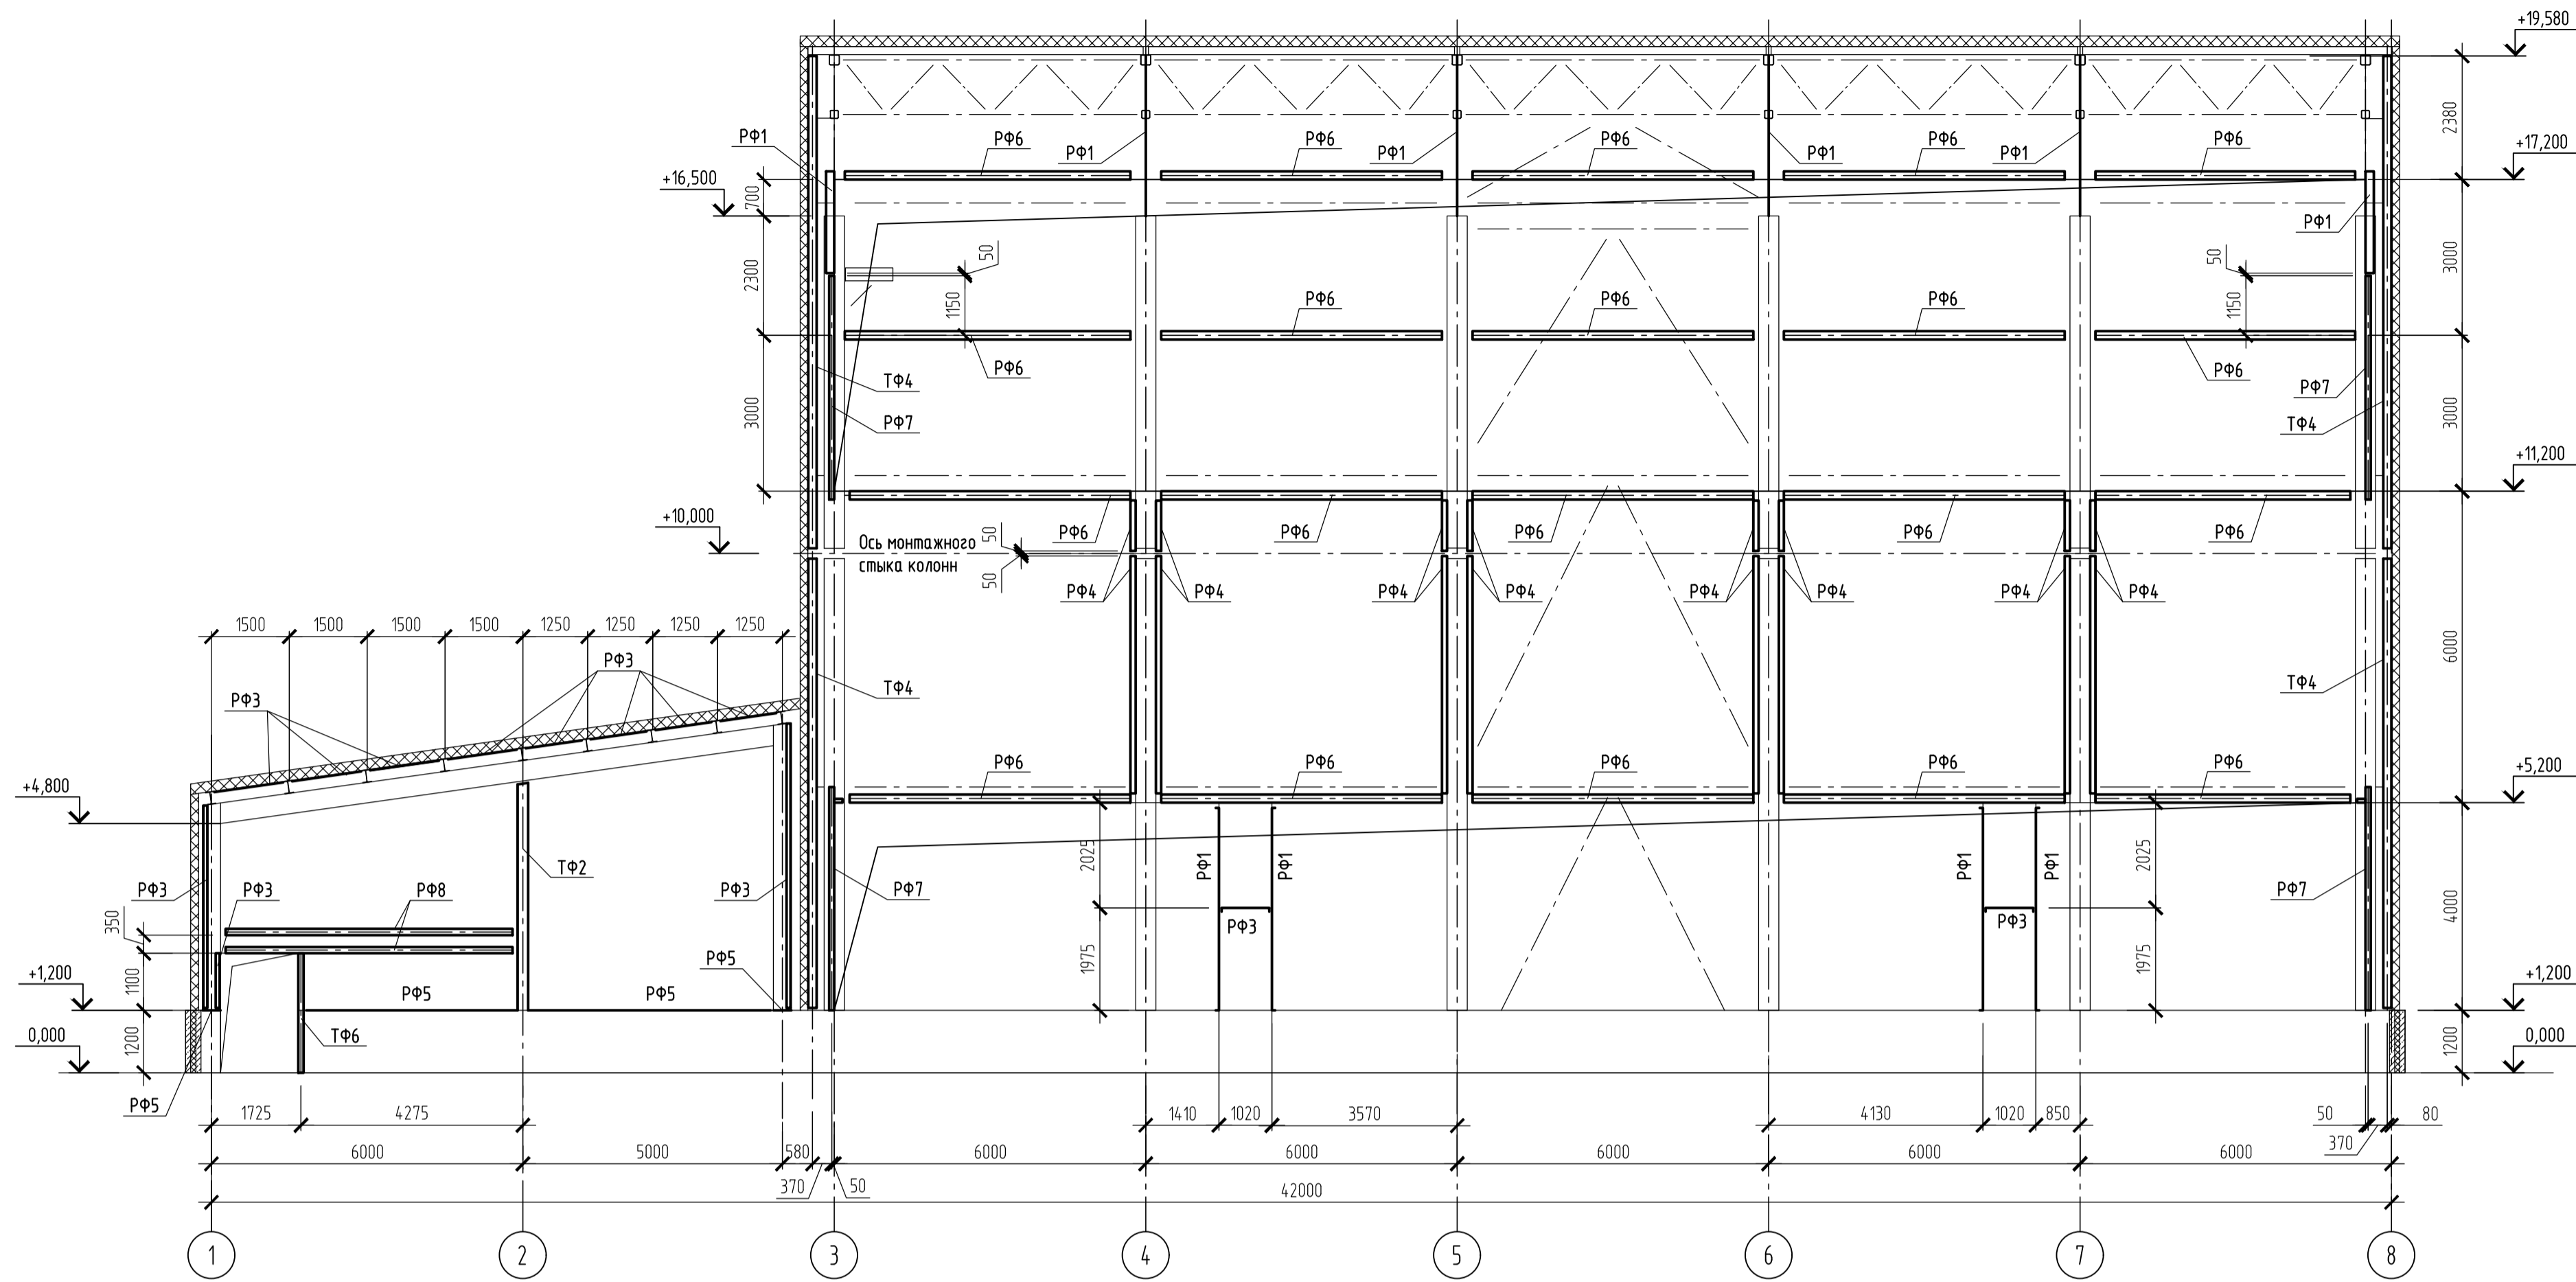 +19,580
РФ1
РФ6
РФ1
РФ6
РФ1
РФ6
РФ1
РФ6
РФ1
РФ6
2380
+17,200
+16,500
700
РФ1
50
50
2300
1150
РФ6
РФ6
РФ6
1150
3000
РФ6
РФ6
ТФ4
РФ7
РФ7
ТФ4
3000
3000
+11,200
+10,000
Ось монтажного
стыка колонн
50
50
РФ6
РФ6
РФ6
РФ6
РФ6
РФ4
РФ4
РФ4
РФ4
РФ4
РФ4
РФ4
РФ4
1500
1500
1500
1500
1250
1250
1250
1250
6000
РФ3
РФ3
ТФ4
ТФ4
+4,800
РФ6
РФ6
РФ6
РФ6
РФ6
+5,200
2025
РФ1
РФ1
РФ1
РФ1
2025
ТФ2
РФ3
РФ3
РФ8
РФ3
РФ7
РФ7
4000
350
РФ3
РФ3
+1,200
1100
РФ5
РФ5
РФ5
1975
1975
+1,200
0,000
1200
ТФ6
1200
0,000
РФ5
1725
4275
1410
1020
3570
4130
1020
850
50
370
80
6000
5000
580
370
50
6000
6000
6000
6000
6000
42000
1
2
3
4
5
6
7
8